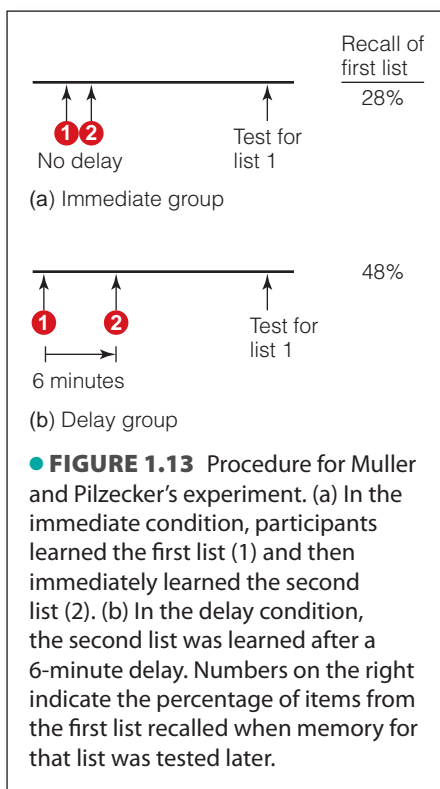 Recall of
first list
28%
1 2
No delay
Test for
list 1
(a) Immediate group
48%
1 2
Test for
list 1
6 minutes
(b) Delay group
● FIGURE 1.13 Procedure for Muller
and Pilzecker’s experiment. (a) In the
immediate condition, participants
learned the first list (1) and then
immediately learned the second
list (2). (b) In the delay condition,
the second list was learned after a
6-minute delay. Numbers on the right
indicate the percentage of items from
the first list recalled when memory for
that list was tested later.